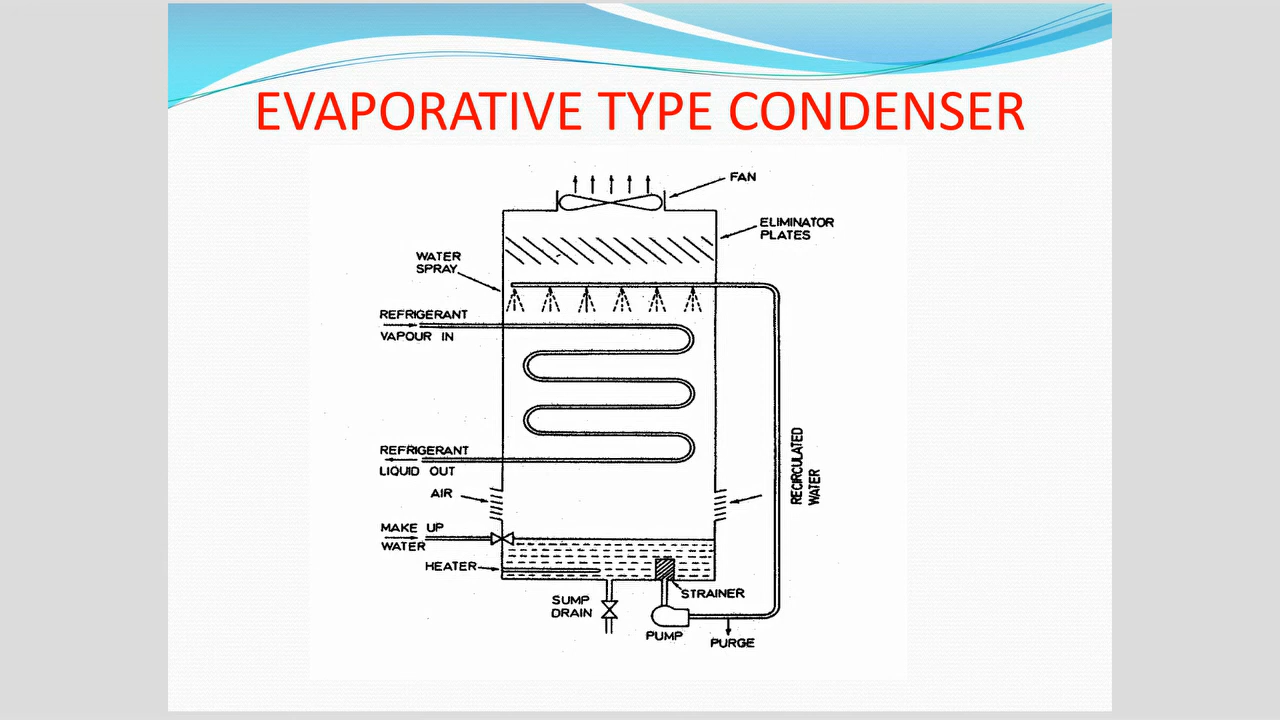 EVAPORATIVE TYPE CONDENSER
FAN
ELIMINATOR
PLATES
WATER
SPRAY
REFRIGERANT
VAPOUR IN
REFRIGERANT
LIQUID OUT
AIR
RECIRCULATED
WATER
MAKE UP
WATER
HEATER
STRAINER
SUMP
DRAIN
PUMP
PURGE